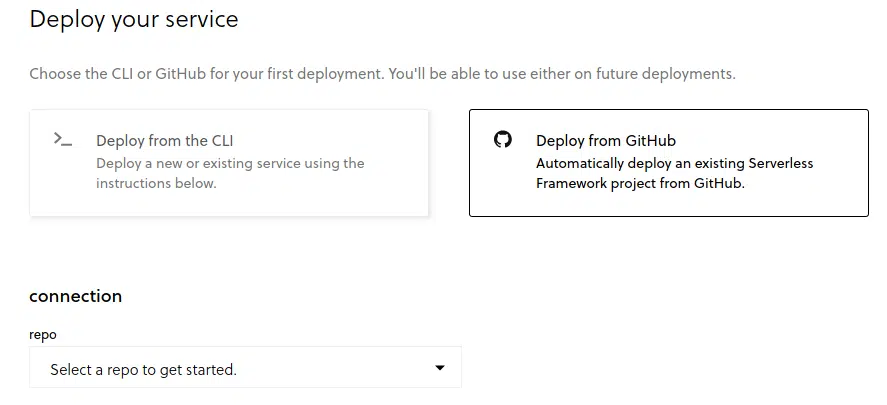 Deploy your service
Choose the CLI or GitHub for your first deployment. You'll be able to use either on future deployments.
Deploy from the CLI
Deploy a new or existing service using the
instructions below.
Deploy from GitHub
Automatically deploy an existing Serverless
Framework project from GitHub.
connection
repo
Select a repo to get started.